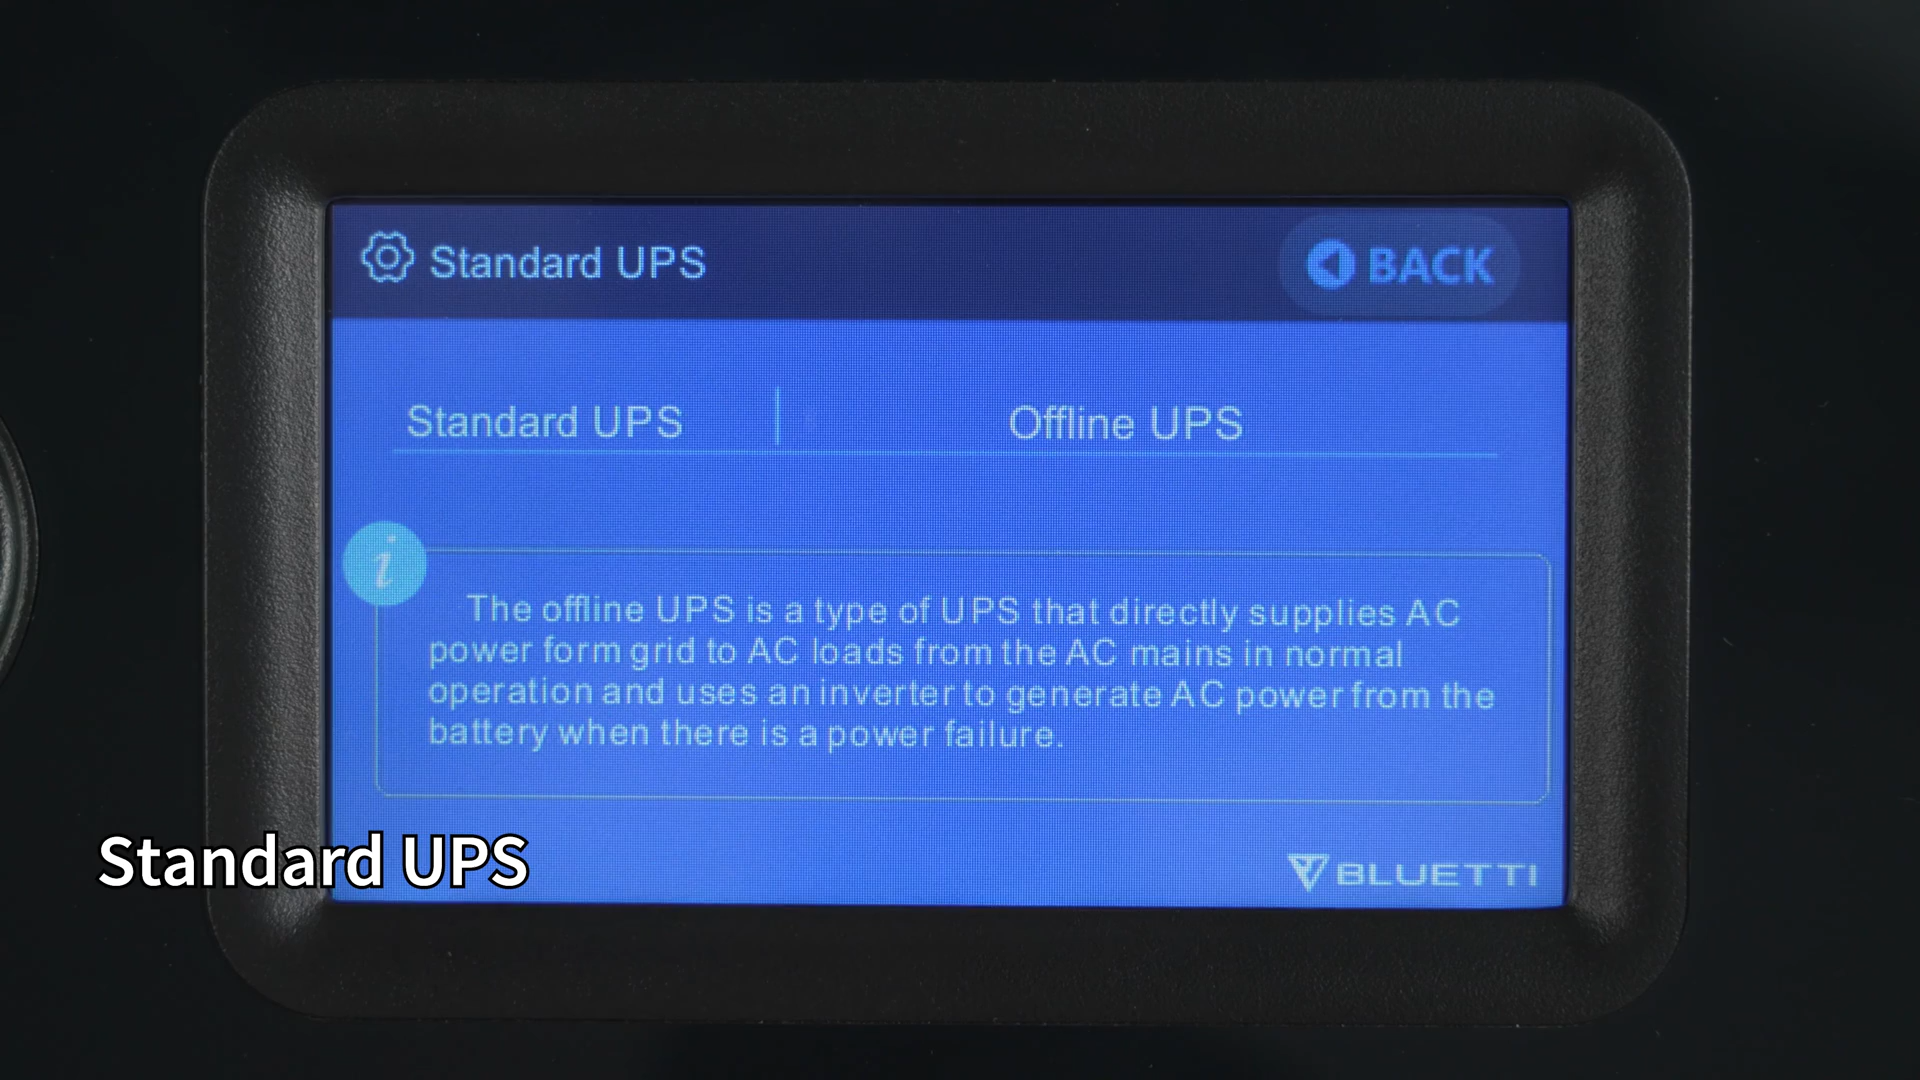 Standard UPS
BACK
Standard UPS
Offline UPS
i
The offline UPS is a type of UPS that directly supplies AC
power form grid to AC loads from the AC mains in normal
operation and uses an inverter to generate AC power from the
battery when there is a power failure.
Standard UPS
BLUETTI